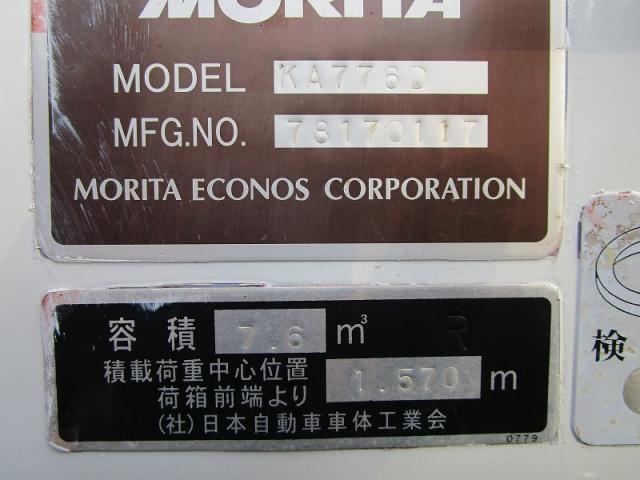 MORITA
MODEL KA776D
MFG.NO. 78170117
MORITA ECONOS CORPORATION
容積 7.6 m³ R
積載荷重中心位置
荷箱前端より 1.570 m
(社)日本自動車車体工業会
0779
検